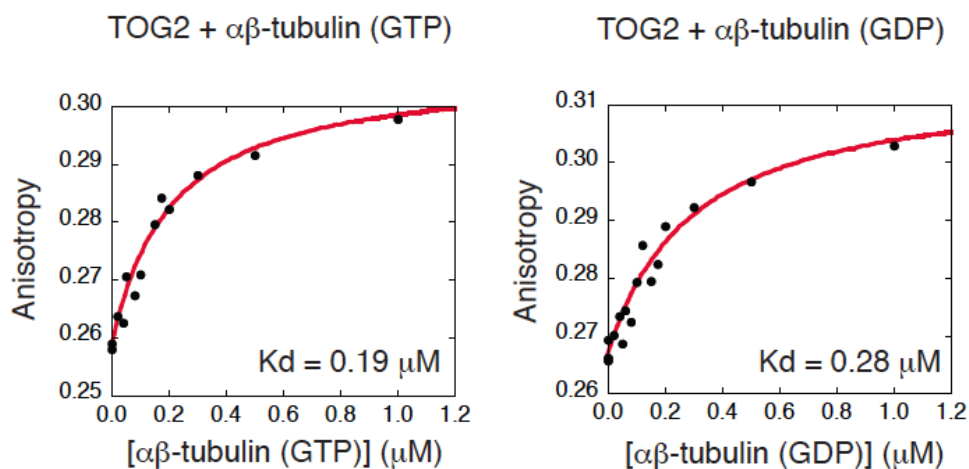 TOG2 + αβ-tubulin (GTP)
0.30
0.29
0.28
0.27
0.26
0.25
Anisotropy
Kd = 0.19 μM
0.0 0.2 0.4 0.6 0.8 1.0 1.2
[αβ-tubulin (GTP)] (μM)
TOG2 + αβ-tubulin (GDP)
0.31
0.30
0.29
0.28
0.27
0.26
Anisotropy
Kd = 0.28 μM
0.0 0.2 0.4 0.6 0.8 1.0 1.2
[αβ-tubulin (GDP)] (μM)